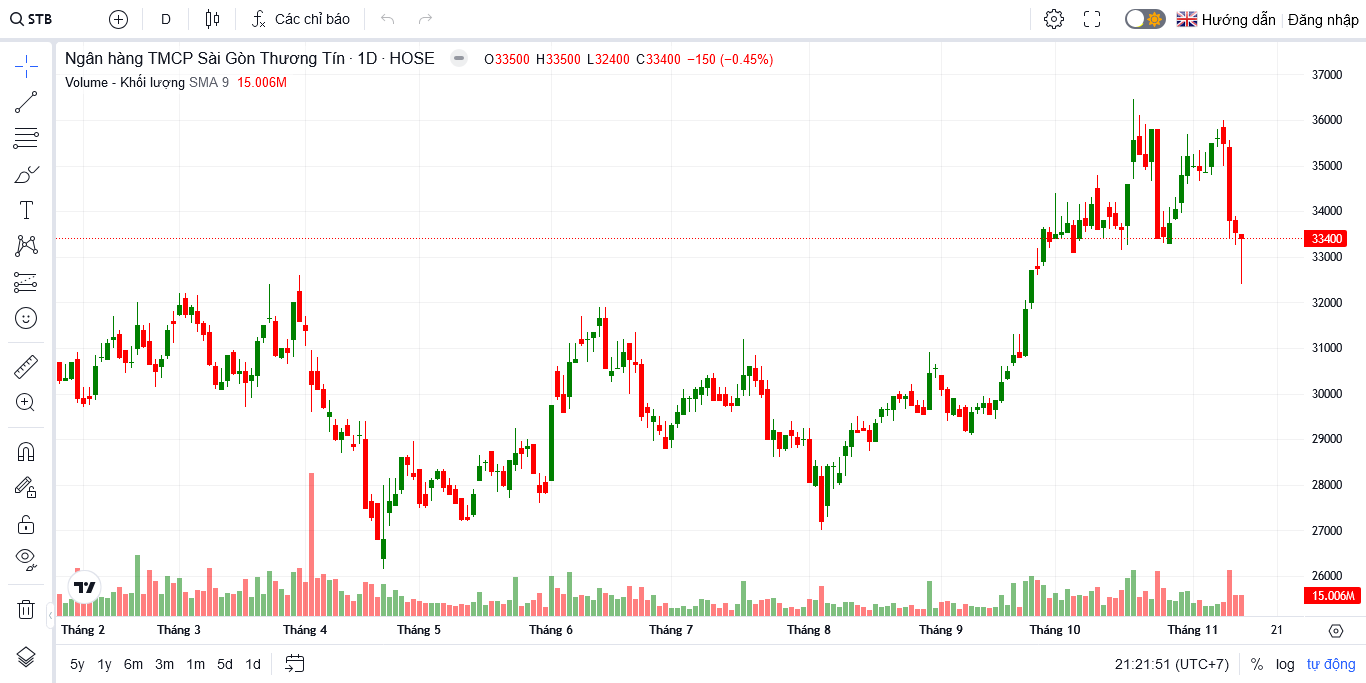 STB D Các chỉ báo Hướng dẫn Đăng nhập
Ngân hàng TMCP Sài Gòn Thương Tín · 1D · HOSE O33500 H33500 L32400 C33400 −150 (−0.45%)
Volume - Khối lượng SMA 9 15.006M
37000
36000
35000
34000
33400
33000
32000
31000
30000
29000
28000
27000
26000
15.006M
Tháng 2 Tháng 3 Tháng 4 Tháng 5 Tháng 6 Tháng 7 Tháng 8 Tháng 9 Tháng 10 Tháng 11 21
5y 1y 6m 3m 1m 5d 1d 21:21:51 (UTC+7) % log tự động